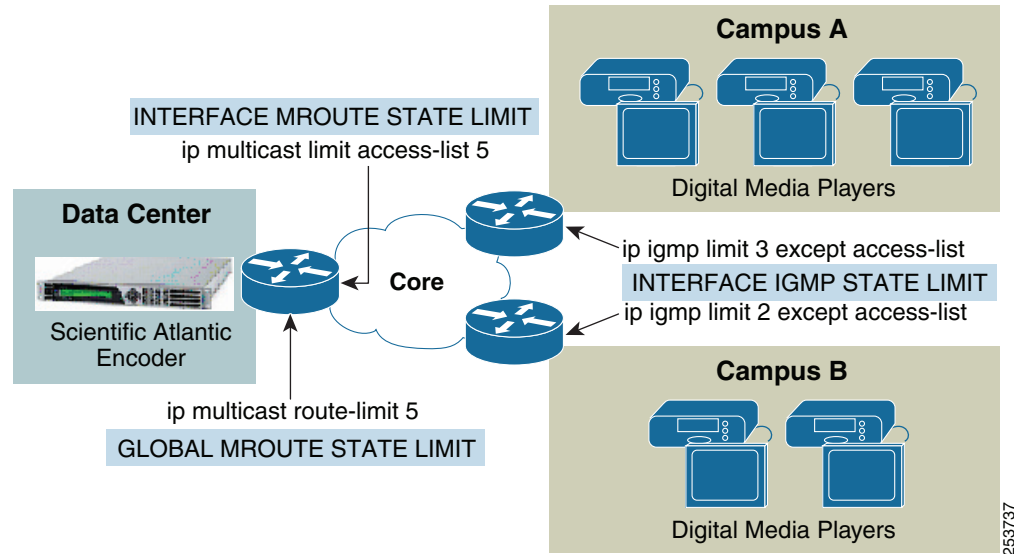 Campus A
Digital Media Players
INTERFACE MROUTE STATE LIMIT
ip multicast limit access-list 5
Data Center
Scientific Atlantic
Encoder
Core
ip igmp limit 3 except access-list
INTERFACE IGMP STATE LIMIT
ip igmp limit 2 except access-list
ip multicast route-limit 5
GLOBAL MROUTE STATE LIMIT
Campus B
Digital Media Players
253737